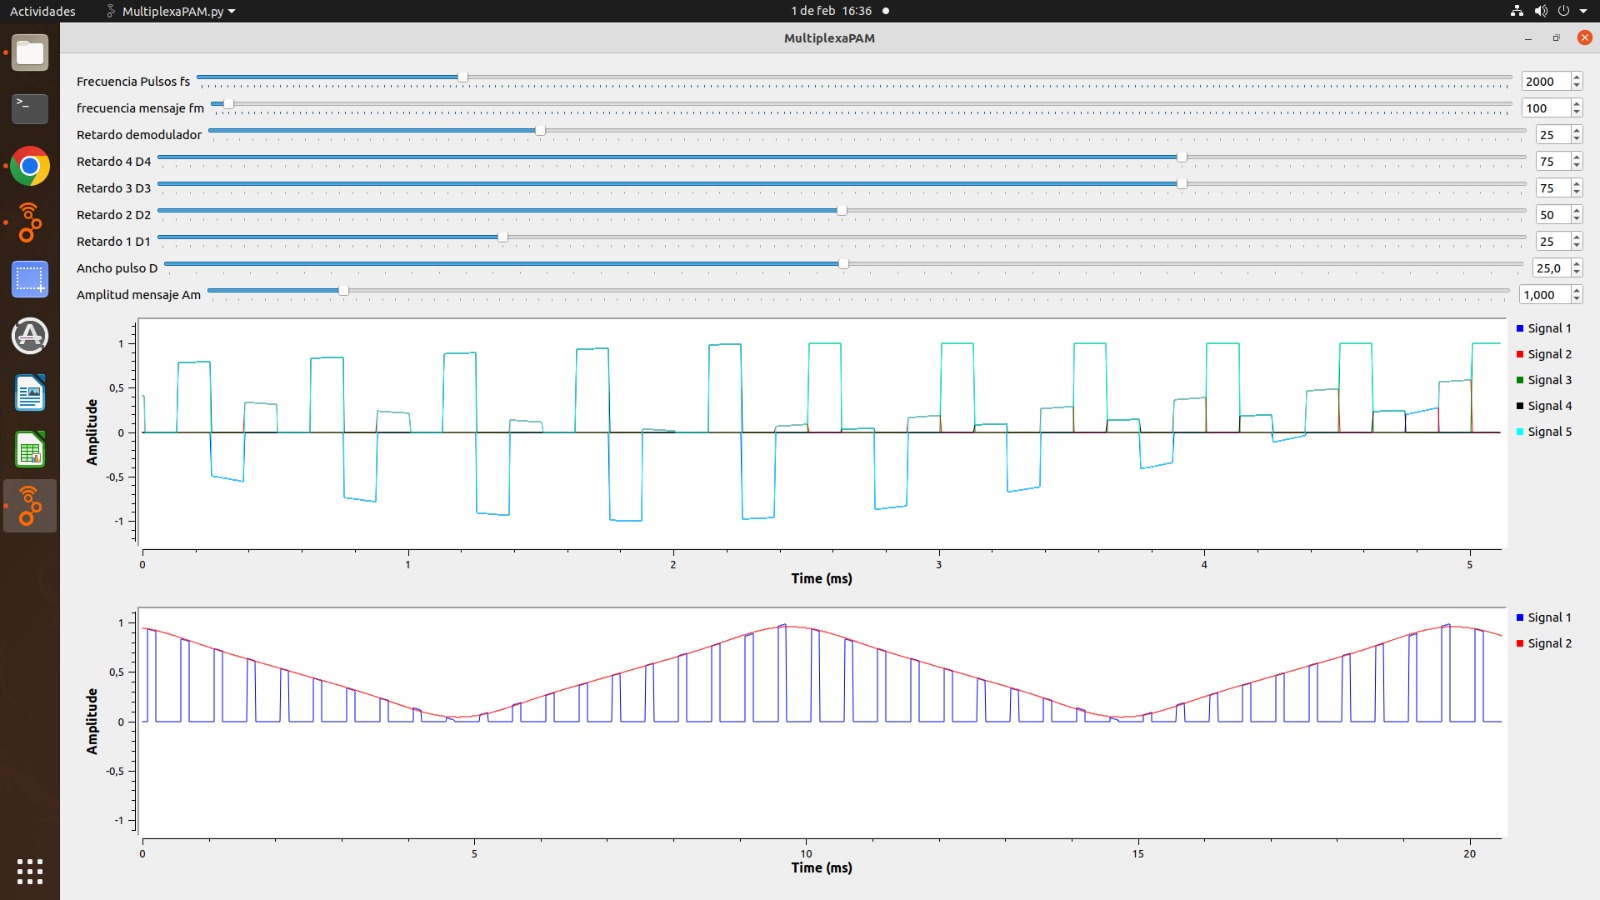 Actividades MultiplexaPAM.py 1 de feb 16:36
MultiplexaPAM
Frecuencia Pulsos fs 2000
frecuencia mensaje fm 100
Retardo demodulador 25
Retardo 4 D4 75
Retardo 3 D3 75
Retardo 2 D2 50
Retardo 1 D1 25
Ancho pulso D 25,0
Amplitud mensaje Am 1,000
Amplitude
1
0,5
0
-0,5
-1
0 1 2 3 4 5
Time (ms)
Signal 1
Signal 2
Signal 3
Signal 4
Signal 5
Amplitude
1
0,5
0
-0,5
-1
0 5 10 15 20
Time (ms)
Signal 1
Signal 2